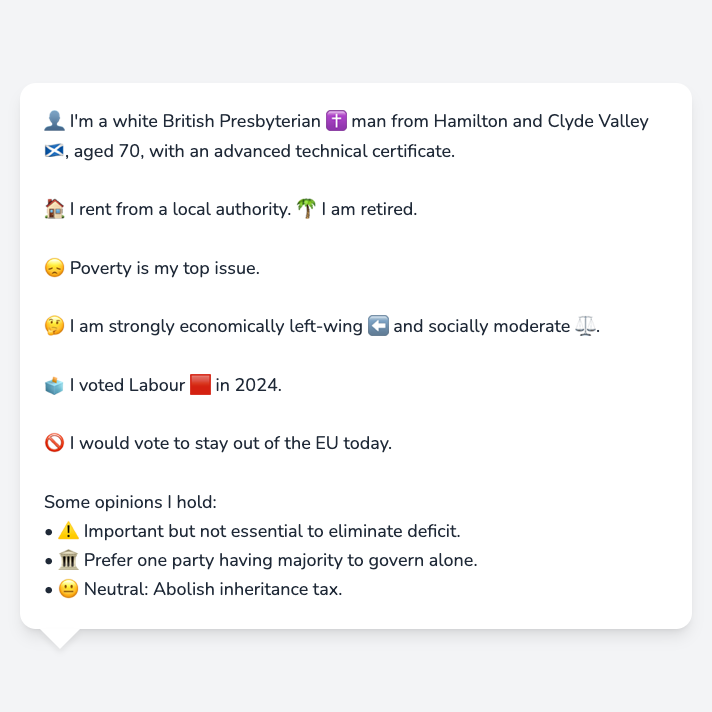 👤 I'm a white British Presbyterian ✝️ man from Hamilton and Clyde Valley
🏴󠁧󠁢󠁳󠁣󠁴󠁿, aged 70, with an advanced technical certificate.
🏠 I rent from a local authority. 🌴 I am retired.
😞 Poverty is my top issue.
🤔 I am strongly economically left-wing ⬅️ and socially moderate ⚖️.
🗳️ I voted Labour 🟥 in 2024.
🚫 I would vote to stay out of the EU today.
Some opinions I hold:
• ⚠️ Important but not essential to eliminate deficit.
• 🏛️ Prefer one party having majority to govern alone.
• 😐 Neutral: Abolish inheritance tax.